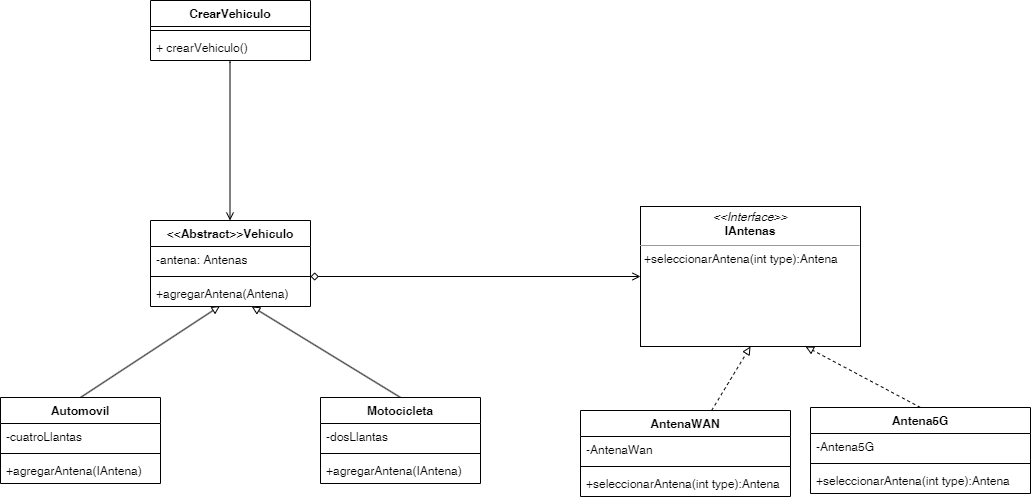 CrearVehiculo
+ crearVehiculo()
<<Abstract>>Vehiculo
-antena: Antenas
+agregarAntena(Antena)
<<Interface>>
IAntenas
+seleccionarAntena(int type):Antena
Automovil
-cuatroLlantas
+agregarAntena(IAntena)
Motocicleta
-dosLlantas
+agregarAntena(IAntena)
AntenaWAN
-AntenaWan
+seleccionarAntena(int type):Antena
Antena5G
-Antena5G
+seleccionarAntena(int type):Antena